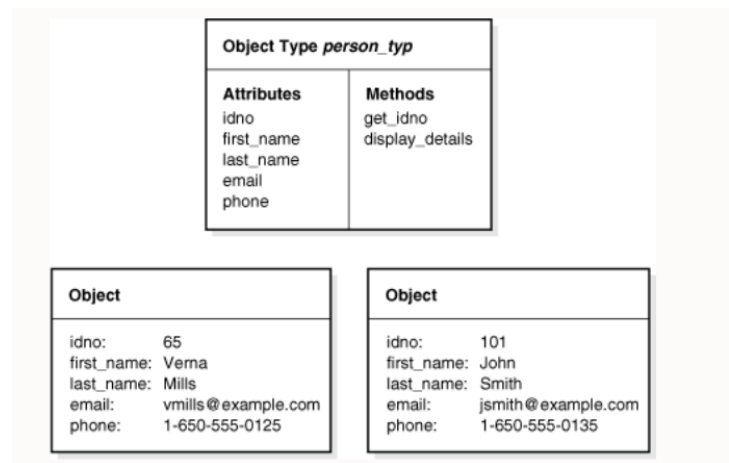 Object Type person_typ
Attributes
idno
first_name
last_name
email
phone
Methods
get_idno
display_details
Object
idno: 65
first_name: Verna
last_name: Mills
email: vmills@example.com
phone: 1-650-555-0125
Object
idno: 101
first_name: John
last_name: Smith
email: jsmith@example.com
phone: 1-650-555-0135